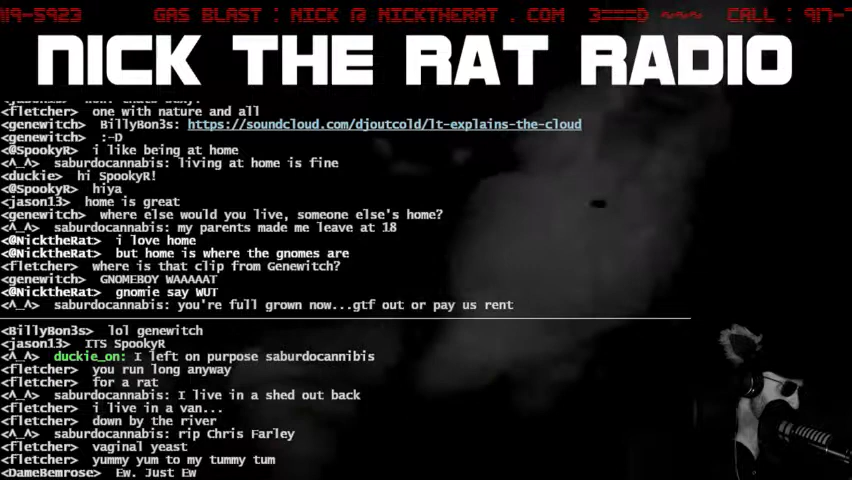 119-5923   GAS BLAST : NICK @ NICKTHERAT . COM   3===D ~~~   CALL : 917-
NICK THE RAT RADIO
<fletcher> one with nature and all
<genewitch> BillyBon3s: https://soundcloud.com/djoutcold/lt-explains-the-cloud
<genewitch> :-D
<@SpookyR> i like being at home
<^_^> saburdocannabis: living at home is fine
<duckie> hi SpookyR!
<@SpookyR> hiya
<jason13> home is great
<genewitch> where else would you live, someone else's home?
<^_^> saburdocannabis: my parents made me leave at 18
<@NicktheRat> i love home
<@NicktheRat> but home is where the gnomes are
<fletcher> where is that clip from Genewitch?
<genewitch> GNOMEBOY WAAAAAT
<@NicktheRat> gnomie say WUT
<^_^> saburdocannabis: you're full grown now...gtf out or pay us rent
<BillyBon3s> lol genewitch
<jason13> ITS SpookyR
<^_^> duckie_on: I left on purpose saburdocannibis
<fletcher> you run long anyway
<fletcher> for a rat
<^_^> saburdocannabis: I live in a shed out back
<fletcher> i live in a van...
<fletcher> down by the river
<^_^> saburdocannabis: rip Chris Farley
<fletcher> vaginal yeast
<fletcher> yummy yum to my tummy tum
<DameBemrose> Ew. Just Ew